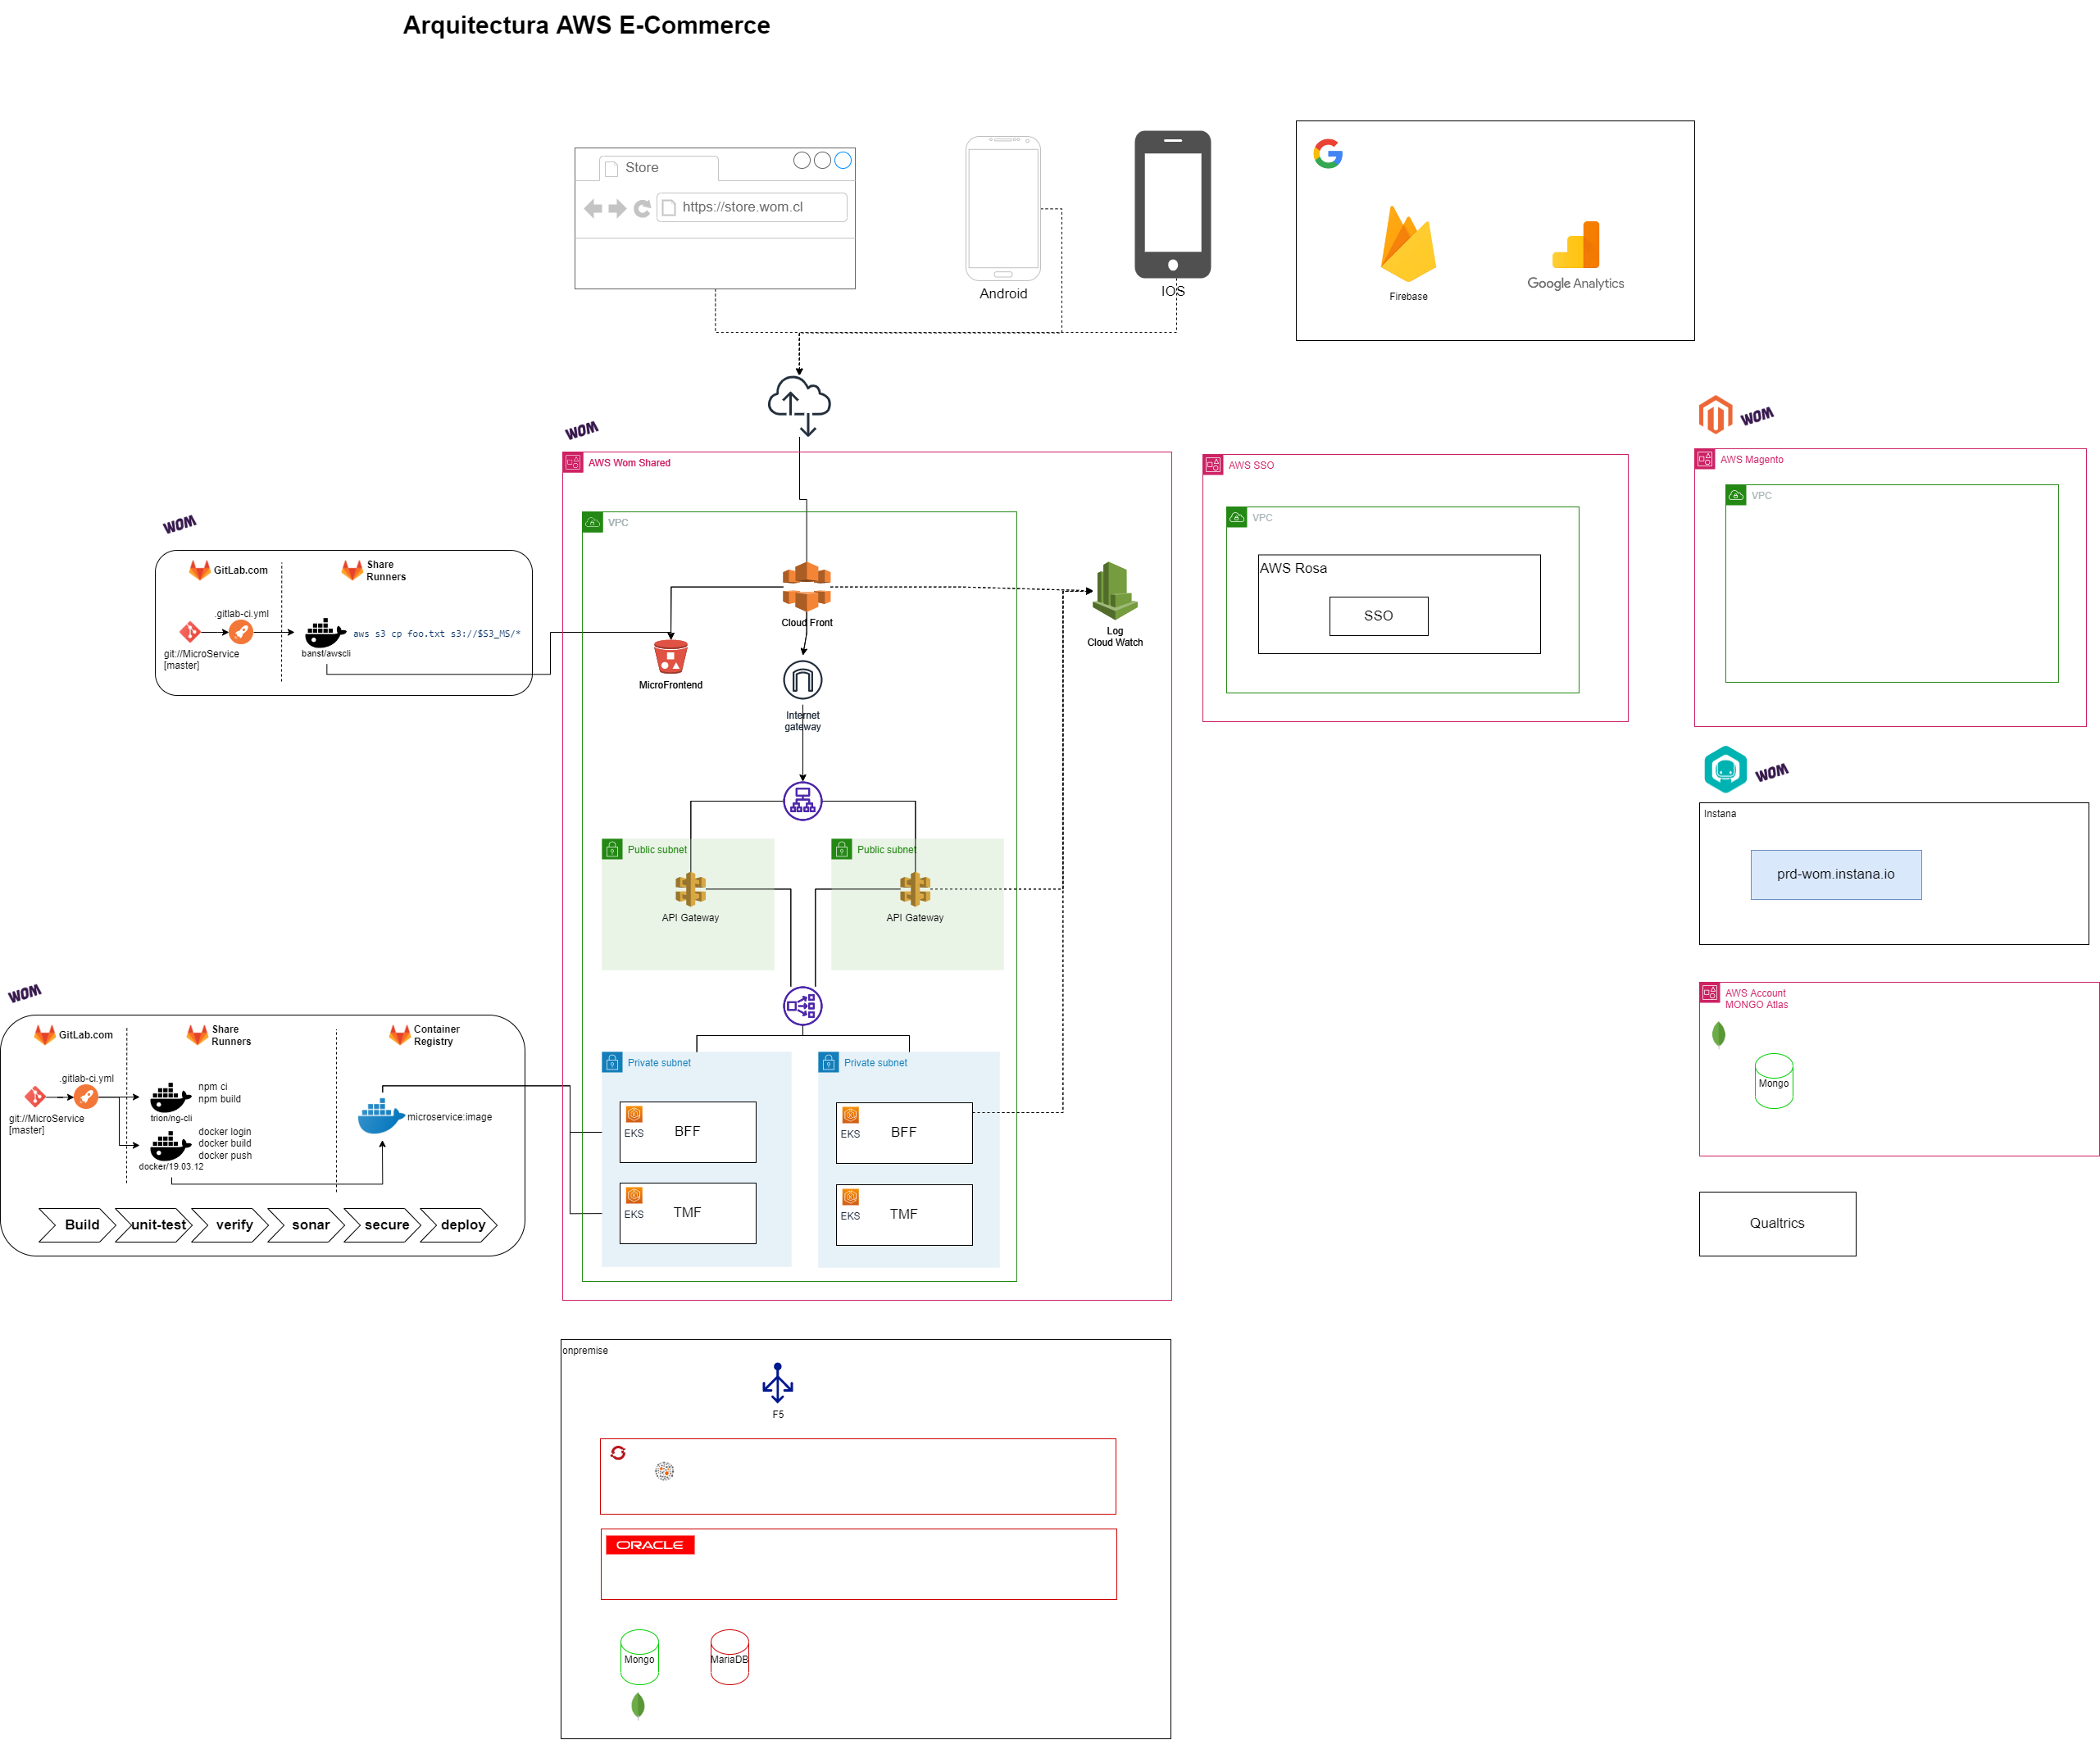 Arquitectura AWS E-Commerce
Store
https://store.wom.cl
Android
IOS
Firebase
Google Analytics
WOM
AWS Wom Shared
VPC
Cloud Front
MicroFrontend
Internet
gateway
Log
Cloud Watch
Public subnet
API Gateway
Public subnet
API Gateway
Private subnet
EKS
BFF
EKS
TMF
Private subnet
EKS
BFF
EKS
TMF
WOM
GitLab.com
Share
Runners
.gitlab-ci.yml
git://MicroService
[master]
banst/awscli
aws s3 cp foo.txt s3://$S3_MS/*
WOM
GitLab.com
Share
Runners
Container
Registry
.gitlab-ci.yml
git://MicroService
[master]
npm ci
npm build
trion/ng-cli
docker login
docker build
docker push
docker/19.03.12
microservice:image
Build
unit-test
verify
sonar
secure
deploy
AWS SSO
VPC
AWS Rosa
SSO
WOM
AWS Magento
VPC
WOM
Instana
prd-wom.instana.io
AWS Account
MONGO Atlas
Mongo
Qualtrics
onpremise
F5
ORACLE
Mongo
MariaDB